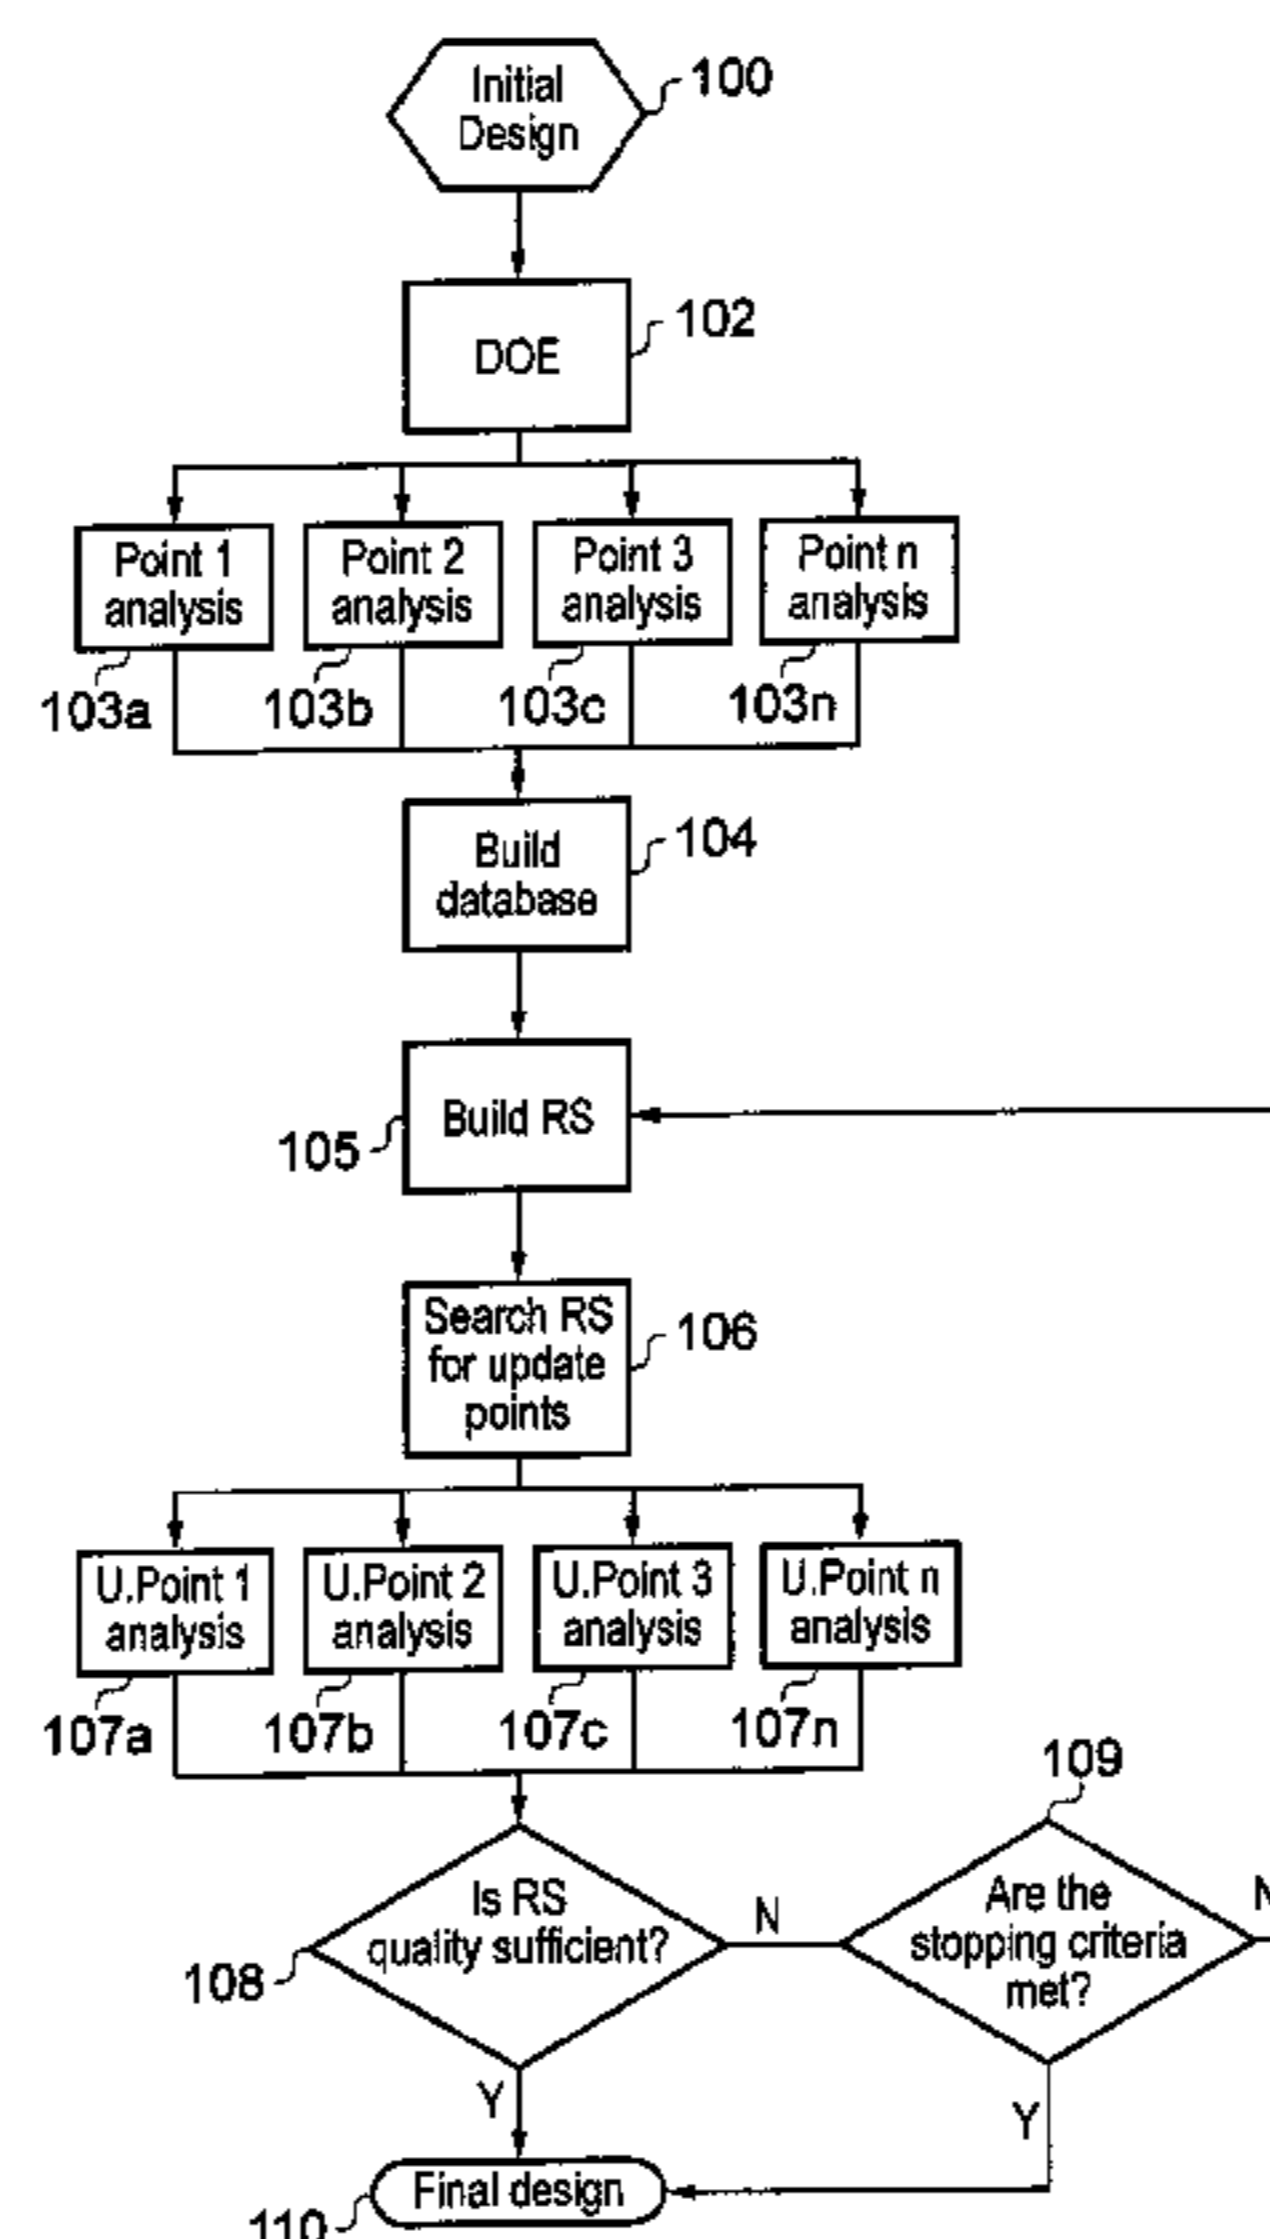 Initial
Design
100
DOE
102
Point 1
analysis
Point 2
analysis
Point 3
analysis
Point n
analysis
103a
103b
103c
103n
Build
database
104
Build RS
105
Search RS
for update
points
106
U.Point 1
analysis
U.Point 2
analysis
U.Point 3
analysis
U.Point n
analysis
107a
107b
107c
107n
Is RS
quality sufficient?
108
N
109
Are the
stopping criteria
met?
N
Y
Y
Final design
110